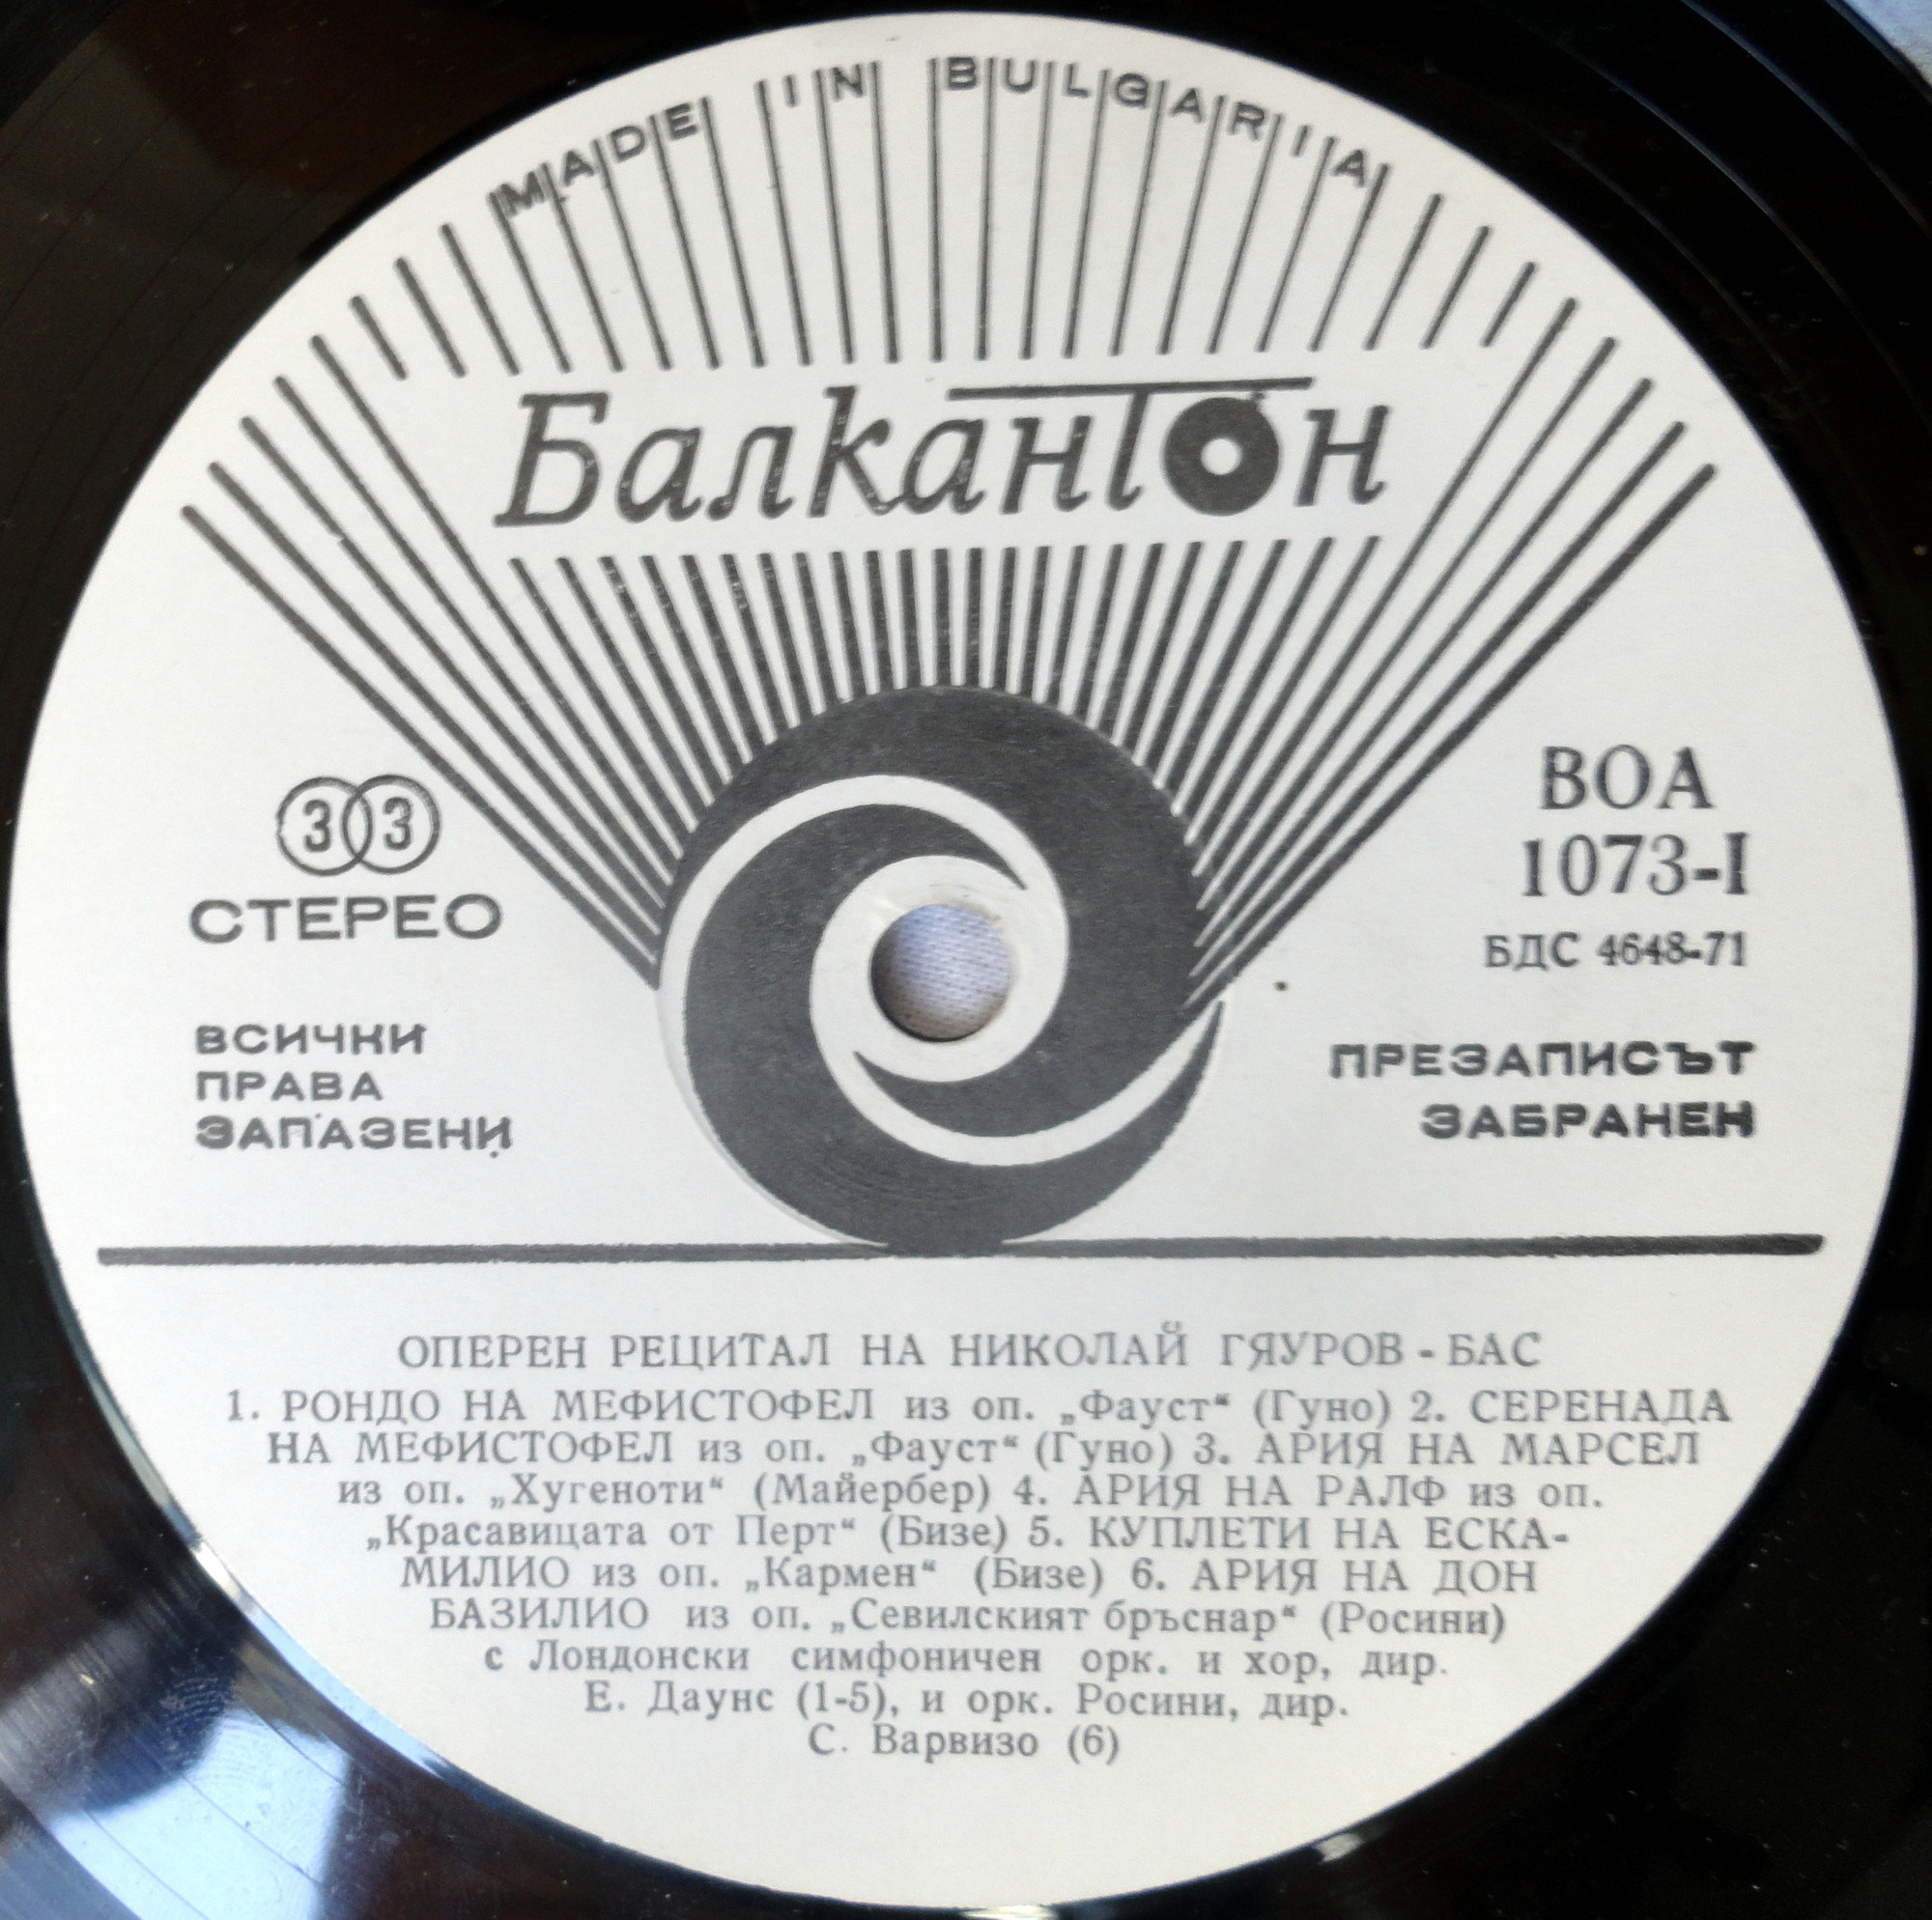 MADE IN BULGARIA
Балкантон
33
СТЕРЕО
ВСИЧКИ
ПРАВА
ЗАПАЗЕНИ
ВОА
1073-I
БДС 4648-71
ПРЕЗАПИСЪТ
ЗАБРАНЕН
ОПЕРЕН РЕЦИТАЛ НА НИКОЛАЙ ГЯУРОВ - БАС
1. РОНДО НА МЕФИСТОФЕЛ из оп. „Фауст“ (Гуно) 2. СЕРЕНАДА
НА МЕФИСТОФЕЛ из оп. „Фауст“ (Гуно) 3. АРИЯ НА МАРСЕЛ
из оп. „Хугеноти“ (Майербер) 4. АРИЯ НА РАЛФ из оп.
„Красавицата от Перт“ (Бизе) 5. КУПЛЕТИ НА ЕСКА-
МИЛИО из оп. „Кармен“ (Бизе) 6. АРИЯ НА ДОН
БАЗИЛИО из оп. „Севилският бръснар“ (Росини)
с Лондонски симфоничен орк. и хор, дир.
Е. Даунс (1-5), и орк. Росини, дир.
С. Варвизо (6)